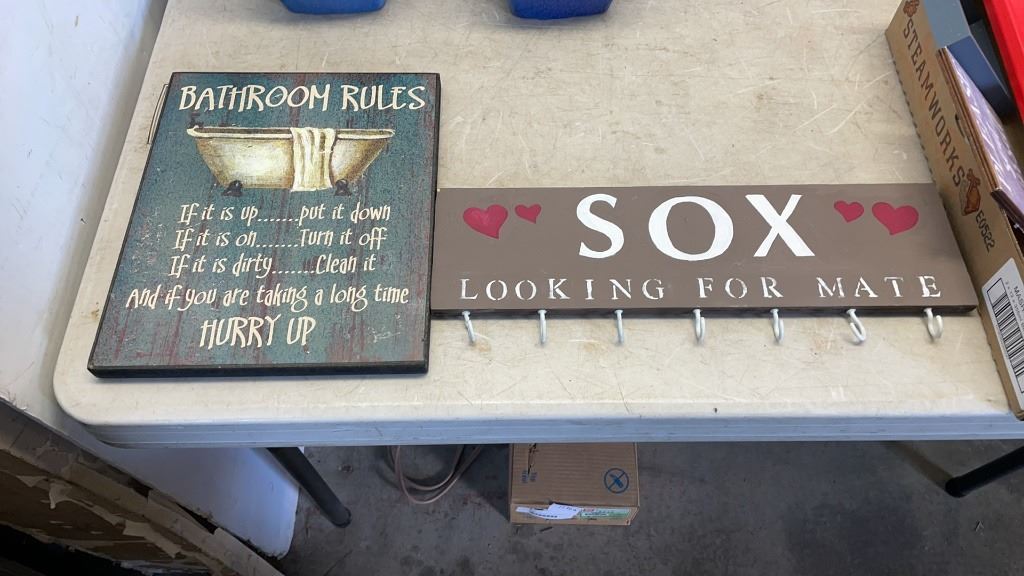 BATHROOM RULES
If it is up.......put it down
If it is on.......Turn it off
If it is dirty.......Clean it
And if you are taking a long time
HURRY UP
SOX
LOOKING FOR MATE
STEAMWORKS
E0522